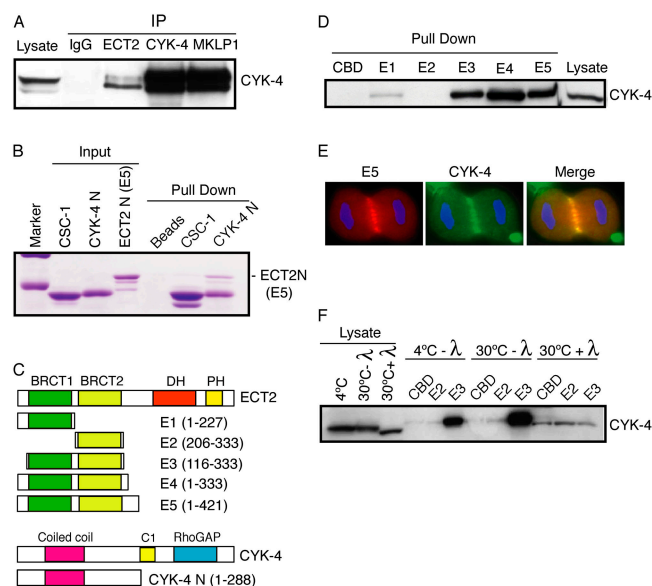 A
IP
Lysate IgG ECT2 CYK-4 MKLP1
CYK-4
B
Input
Pull Down
Marker
CSC-1
CYK-4 N
ECT2 N (E5)
Beads
CSC-1
CYK-4 N
- ECT2N
(E5)
C
BRCT1 BRCT2 DH PH
ECT2
E1 (1-227)
E2 (206-333)
E3 (116-333)
E4 (1-333)
E5 (1-421)
Coiled coil C1 RhoGAP
CYK-4
CYK-4 N (1-288)
D
Pull Down
CBD E1 E2 E3 E4 E5 Lysate
CYK-4
E
E5 CYK-4 Merge
F
Lysate
4ºC - λ 30ºC - λ 30ºC + λ
4ºC
30ºC- λ
30ºC+ λ
CBD
E2
E3
CBD
E2
E3
CBD
E2
E3
CYK-4